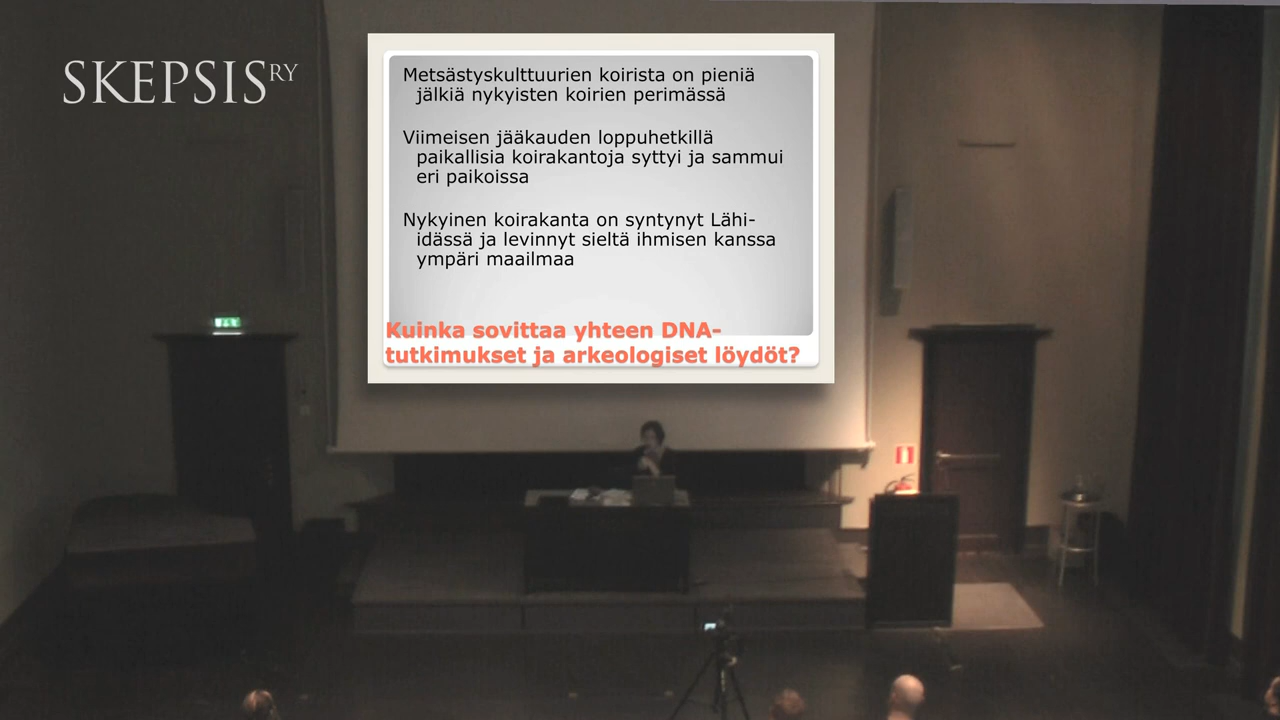 SKEPSIS RY
Metsästyskulttuurien koirista on pieniä
jälkiä nykyisten koirien perimässä
Viimeisen jääkauden loppuhetkillä
paikallisia koirakantoja syttyi ja sammui
eri paikoissa
Nykyinen koirakanta on syntynyt Lähi-
idässä ja levinnyt sieltä ihmisen kanssa
ympäri maailmaa
Kuinka sovittaa yhteen DNA-
tutkimukset ja arkeologiset löydöt?